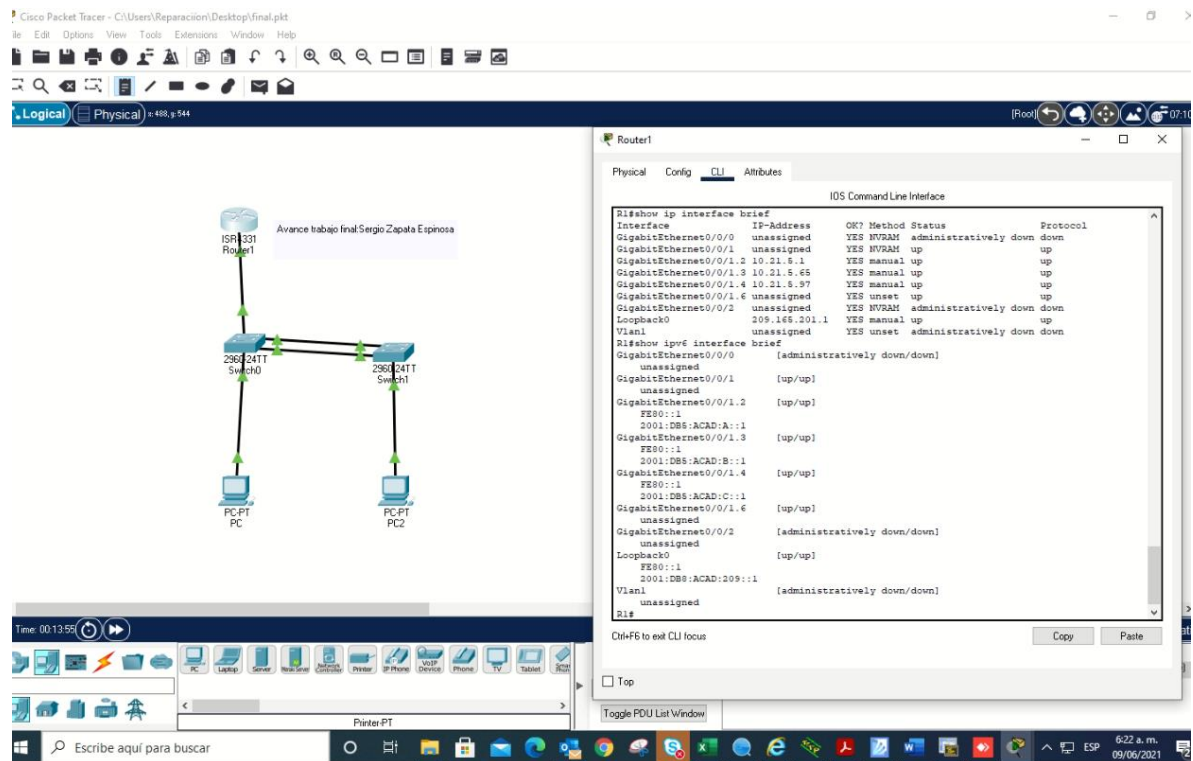 Cisco Packet Tracer - C:\Users\Reparaciion\Desktop\final.pkt
File Edit Options View Tools Extensions Window Help
Logical Physical x: 488, y: 544
[Root] 07:10
Avance trabajo final:Sergio Zapata Espinosa
ISR4331
Router1
2960-24TT
Switch0
2960-24TT
Switch1
PC-PT
PC
PC-PT
PC2
Router1
Physical Config CLI Attributes
IOS Command Line Interface
R1#show ip interface brief
Interface IP-Address OK? Method Status Protocol
GigabitEthernet0/0/0 unassigned YES NVRAM administratively down down
GigabitEthernet0/0/1 unassigned YES NVRAM up up
GigabitEthernet0/0/1.2 10.21.5.1 YES manual up up
GigabitEthernet0/0/1.3 10.21.5.65 YES manual up up
GigabitEthernet0/0/1.4 10.21.5.97 YES manual up up
GigabitEthernet0/0/1.6 unassigned YES unset up up
GigabitEthernet0/0/2 unassigned YES NVRAM administratively down down
Loopback0 209.165.201.1 YES manual up up
Vlan1 unassigned YES unset administratively down down
R1#show ipv6 interface brief
GigabitEthernet0/0/0 [administratively down/down]
unassigned
GigabitEthernet0/0/1 [up/up]
unassigned
GigabitEthernet0/0/1.2 [up/up]
FE80::1
2001:DB5:ACAD:A::1
GigabitEthernet0/0/1.3 [up/up]
FE80::1
2001:DB5:ACAD:B::1
GigabitEthernet0/0/1.4 [up/up]
FE80::1
2001:DB5:ACAD:C::1
GigabitEthernet0/0/1.6 [up/up]
unassigned
GigabitEthernet0/0/2 [administratively down/down]
unassigned
Loopback0 [up/up]
FE80::1
2001:DB8:ACAD:209::1
Vlan1 [administratively down/down]
unassigned
R1#
Ctrl+F6 to exit CLI focus
Copy Paste
Top
Time: 00:13:55
PC Laptop Server Printer IP Phone VoIP Device Phone TV Tablet
Printer-PT
Toggle PDU List Window
Escribe aquí para buscar
ESP
6:22 a. m.
09/06/2021